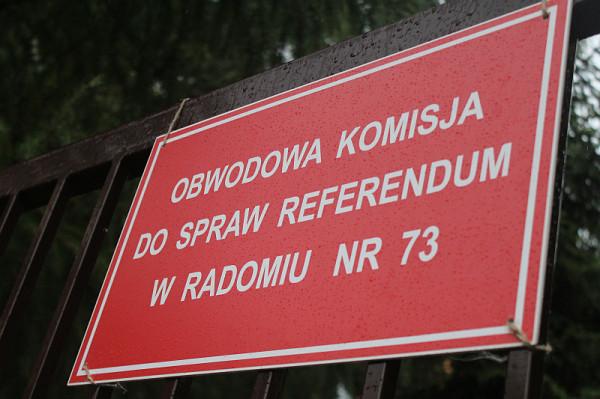 OBWODOWA KOMISJA
DO SPRAW REFERENDUM
W RADOMIU NR 73